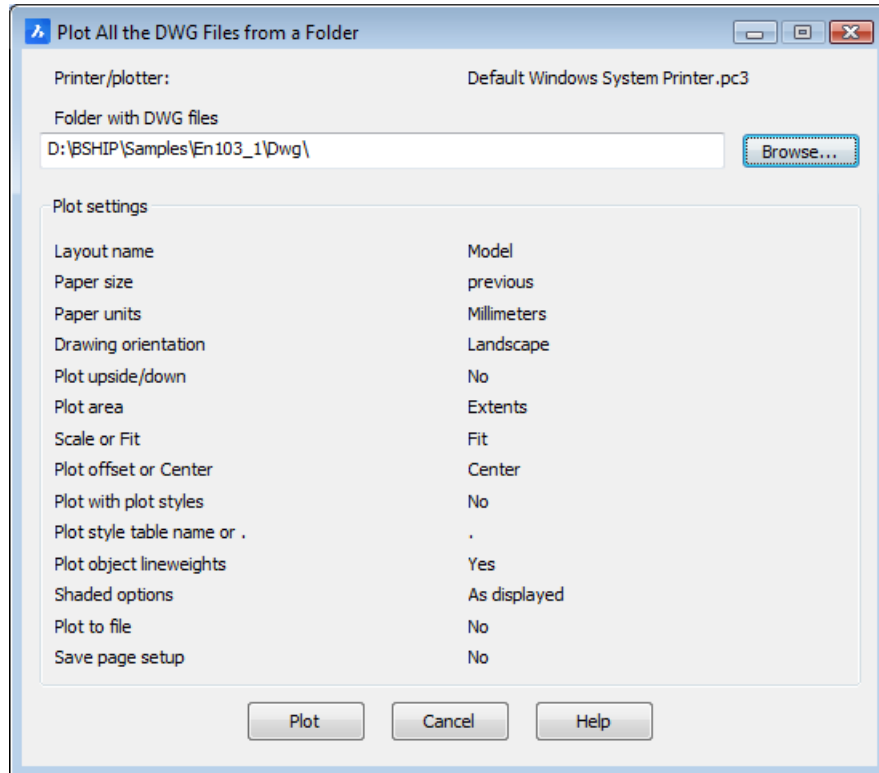 Plot All the DWG Files from a Folder
Printer/plotter: Default Windows System Printer.pc3
Folder with DWG files
D:\BSHIP\Samples\En103_1\Dwg\ Browse...
Plot settings
Layout name Model
Paper size previous
Paper units Millimeters
Drawing orientation Landscape
Plot upside/down No
Plot area Extents
Scale or Fit Fit
Plot offset or Center Center
Plot with plot styles No
Plot style table name or . .
Plot object lineweights Yes
Shaded options As displayed
Plot to file No
Save page setup No
Plot Cancel Help